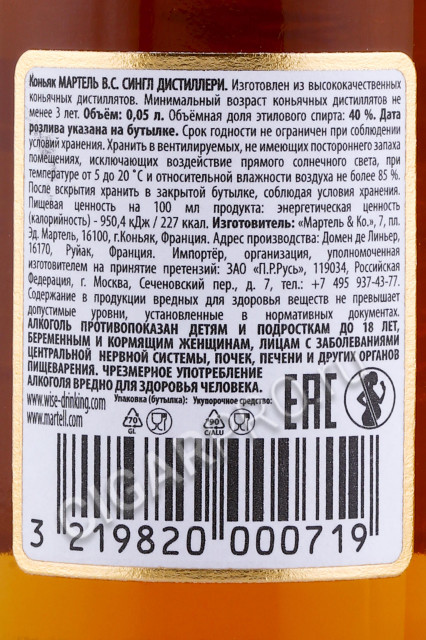 Коньяк МАРТЕЛЬ В.С. СИНГЛ ДИСТИЛЛЕРИ. Изготовлен из высококачественных
коньячных дистиллятов. Минимальный возраст коньячных дистиллятов не
менее 3 лет. Объём: 0,05 л. Объёмная доля этилового спирта: 40 %. Дата
розлива указана на бутылке. Срок годности не ограничен при соблюдении
условий хранения. Хранить в вентилируемых, не имеющих постороннего запаха
помещениях, исключающих воздействие прямого солнечного света, при
температуре от 5 до 20 °С и относительной влажности воздуха не более 85 %.
После вскрытия хранить в закрытой бутылке, соблюдая условия хранения.
Пищевая ценность на 100 мл продукта: энергетическая ценность
(калорийность) - 950,4 кДж / 227 ккал. Изготовитель: «Мартель & Ко.», 7, пл.
Эд. Мартель, 16100, г.Коньяк, Франция. Адрес производства: Домен де Линьер,
16170, Руйак, Франция. Импортёр, организация, уполномоченная
изготовителем на принятие претензий: ЗАО «П.Р.Русь», 119034, Российская
Федерация, г. Москва, Сеченовский пер., д. 7, тел.: +7 495 937-43-77.
Содержание в продукции вредных для здоровья веществ не превышает
допустимые уровни, установленные в нормативных документах.
АЛКОГОЛЬ ПРОТИВОПОКАЗАН ДЕТЯМ И ПОДРОСТКАМ ДО 18 ЛЕТ,
БЕРЕМЕННЫМ И КОРМЯЩИМ ЖЕНЩИНАМ, ЛИЦАМ С ЗАБОЛЕВАНИЯМИ
ЦЕНТРАЛЬНОЙ НЕРВНОЙ СИСТЕМЫ, ПОЧЕК, ПЕЧЕНИ И ДРУГИХ ОРГАНОВ
ПИЩЕВАРЕНИЯ. ЧРЕЗМЕРНОЕ УПОТРЕБЛЕНИЕ
АЛКОГОЛЯ ВРЕДНО ДЛЯ ЗДОРОВЬЯ ЧЕЛОВЕКА.
www.wise-drinking.com Упаковка (бутылка): Укупорочное средство: EAC
www.martell.com 70 GL 90 C/ALU
3 219820 000719